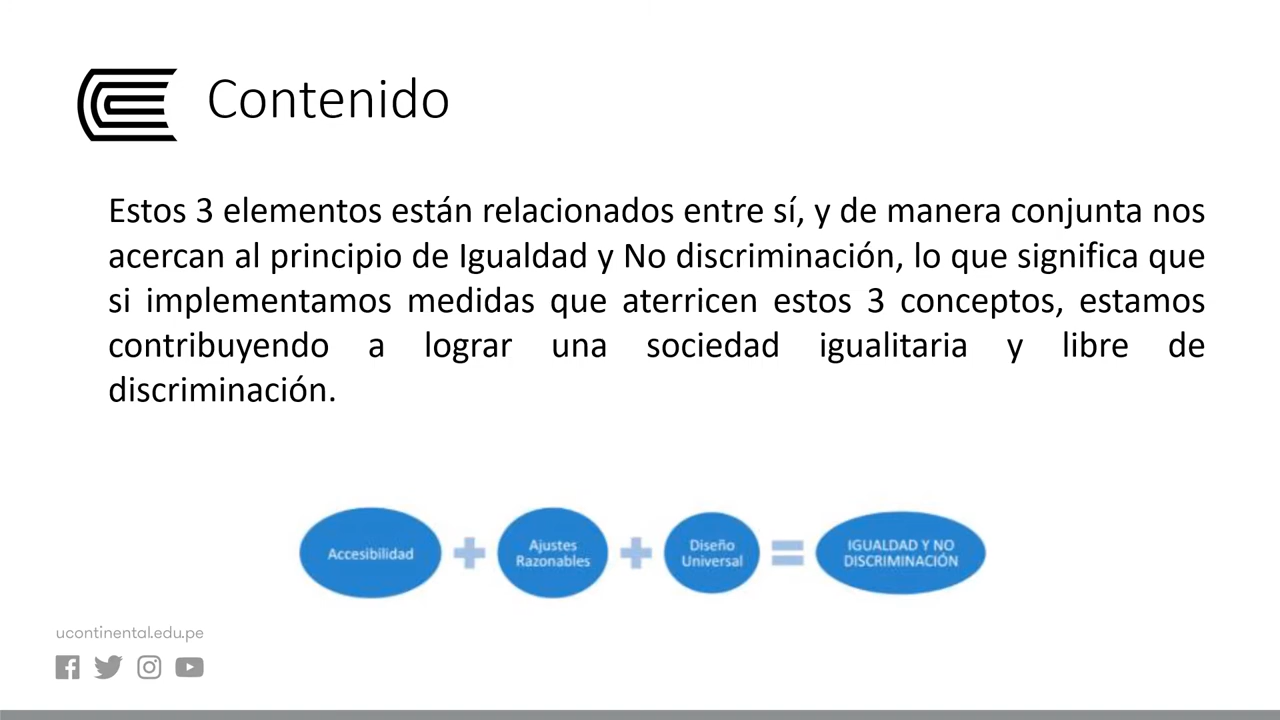 Contenido
Estos 3 elementos están relacionados entre sí, y de manera conjunta nos
acercan al principio de Igualdad y No discriminación, lo que significa que
si implementamos medidas que aterricen estos 3 conceptos, estamos
contribuyendo a lograr una sociedad igualitaria y libre de
discriminación.
Accesibilidad
Ajustes
Razonables
Diseño
Universal
IGUALDAD Y NO
DISCRIMINACIÓN
ucontinental.edu.pe